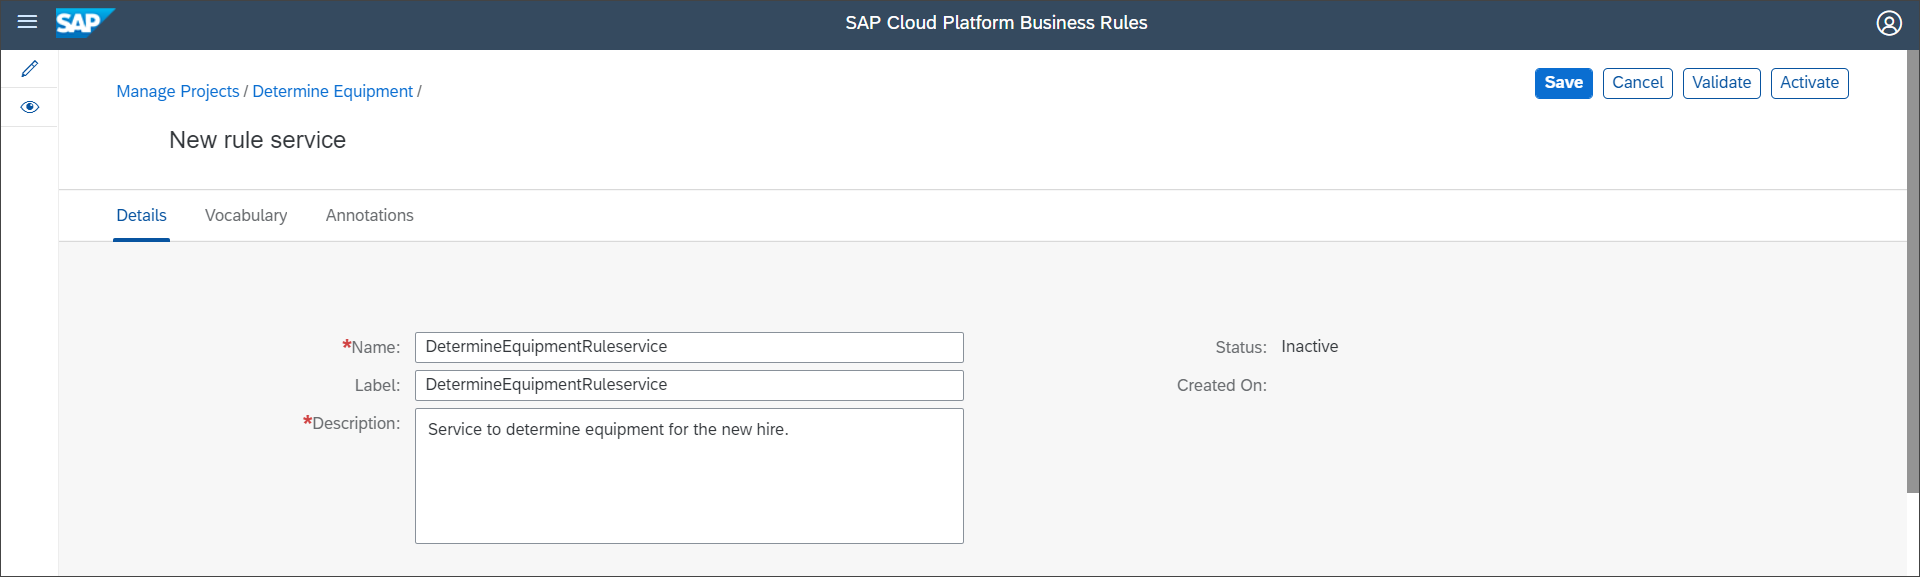 SAP SAP Cloud Platform Business Rules
Manage Projects / Determine Equipment /
Save Cancel Validate Activate
New rule service
Details Vocabulary Annotations
*Name: DetermineEquipmentRuleservice
Status: Inactive
Label: DetermineEquipmentRuleservice
Created On:
*Description: Service to determine equipment for the new hire.